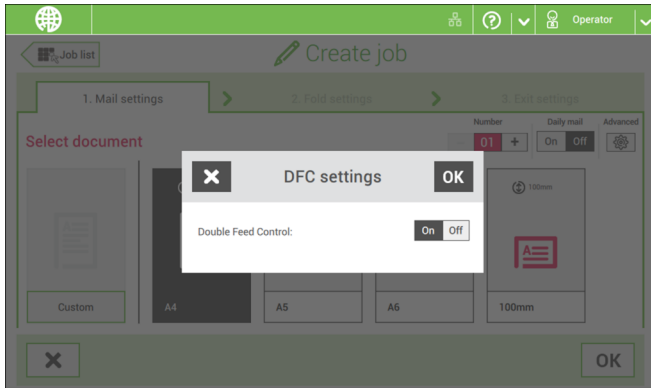 Operator
Job list
Create job
1. Mail settings
2. Fold settings
3. Exit settings
Select document
Number
01 +
Daily mail
On Off
Advanced
DFC settings
OK
Double Feed Control:
On Off
100mm
Custom
A4
A5
A6
100mm
OK